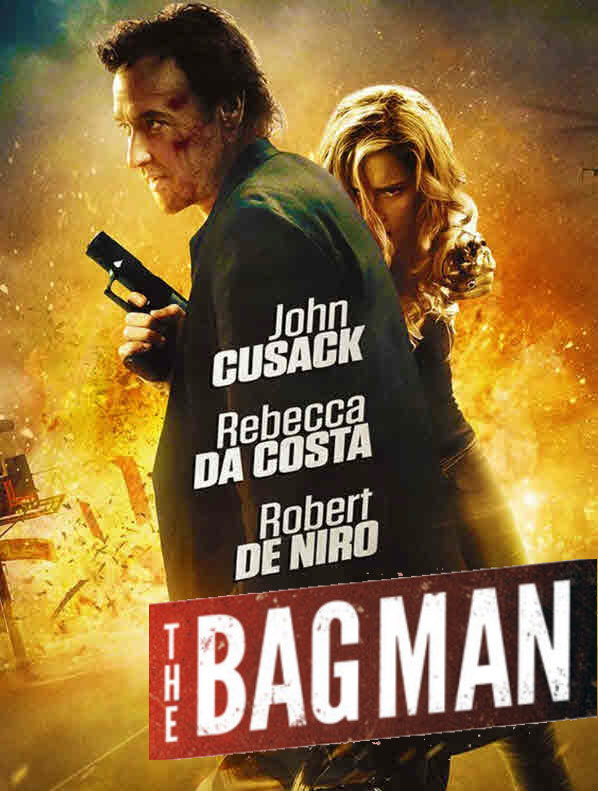 John
CUSACK
Rebecca
DA COSTA
Robert
DE NIRO
THE
BAG MAN